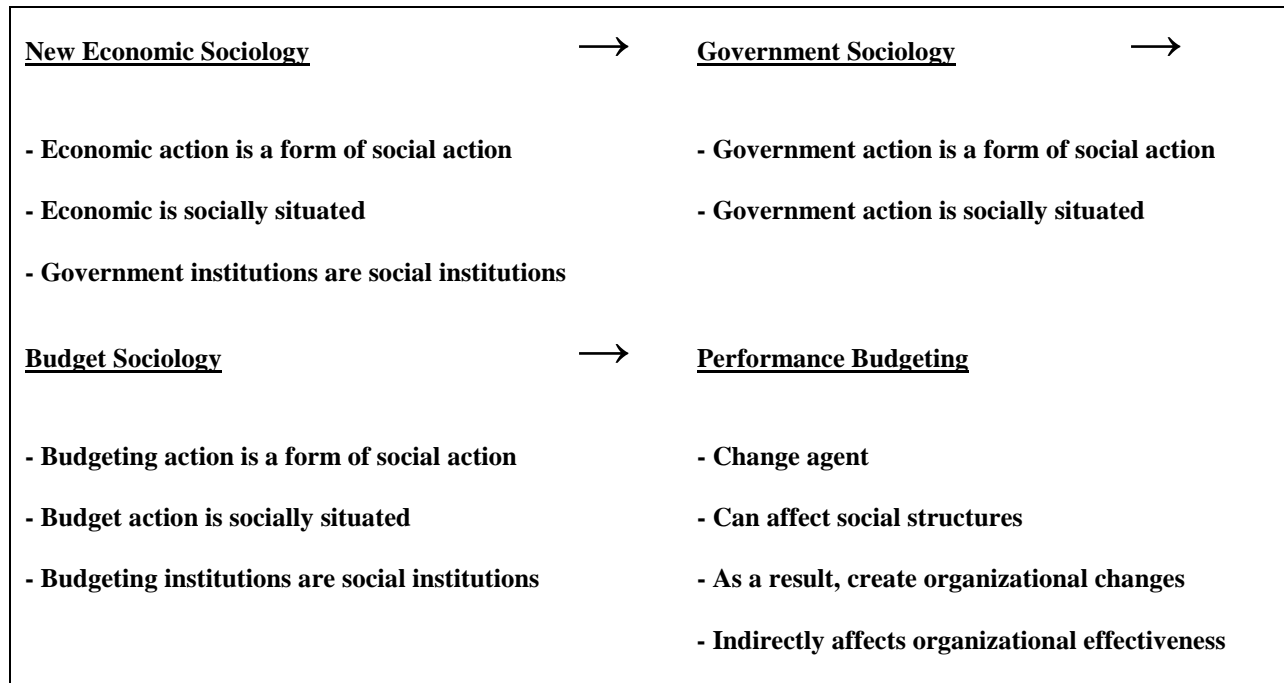 New Economic Sociology → Government Sociology →
- Economic action is a form of social action - Government action is a form of social action
- Economic is socially situated - Government action is socially situated
- Government institutions are social institutions
Budget Sociology → Performance Budgeting
- Budgeting action is a form of social action - Change agent
- Budget action is socially situated - Can affect social structures
- Budgeting institutions are social institutions - As a result, create organizational changes
- Indirectly affects organizational effectiveness